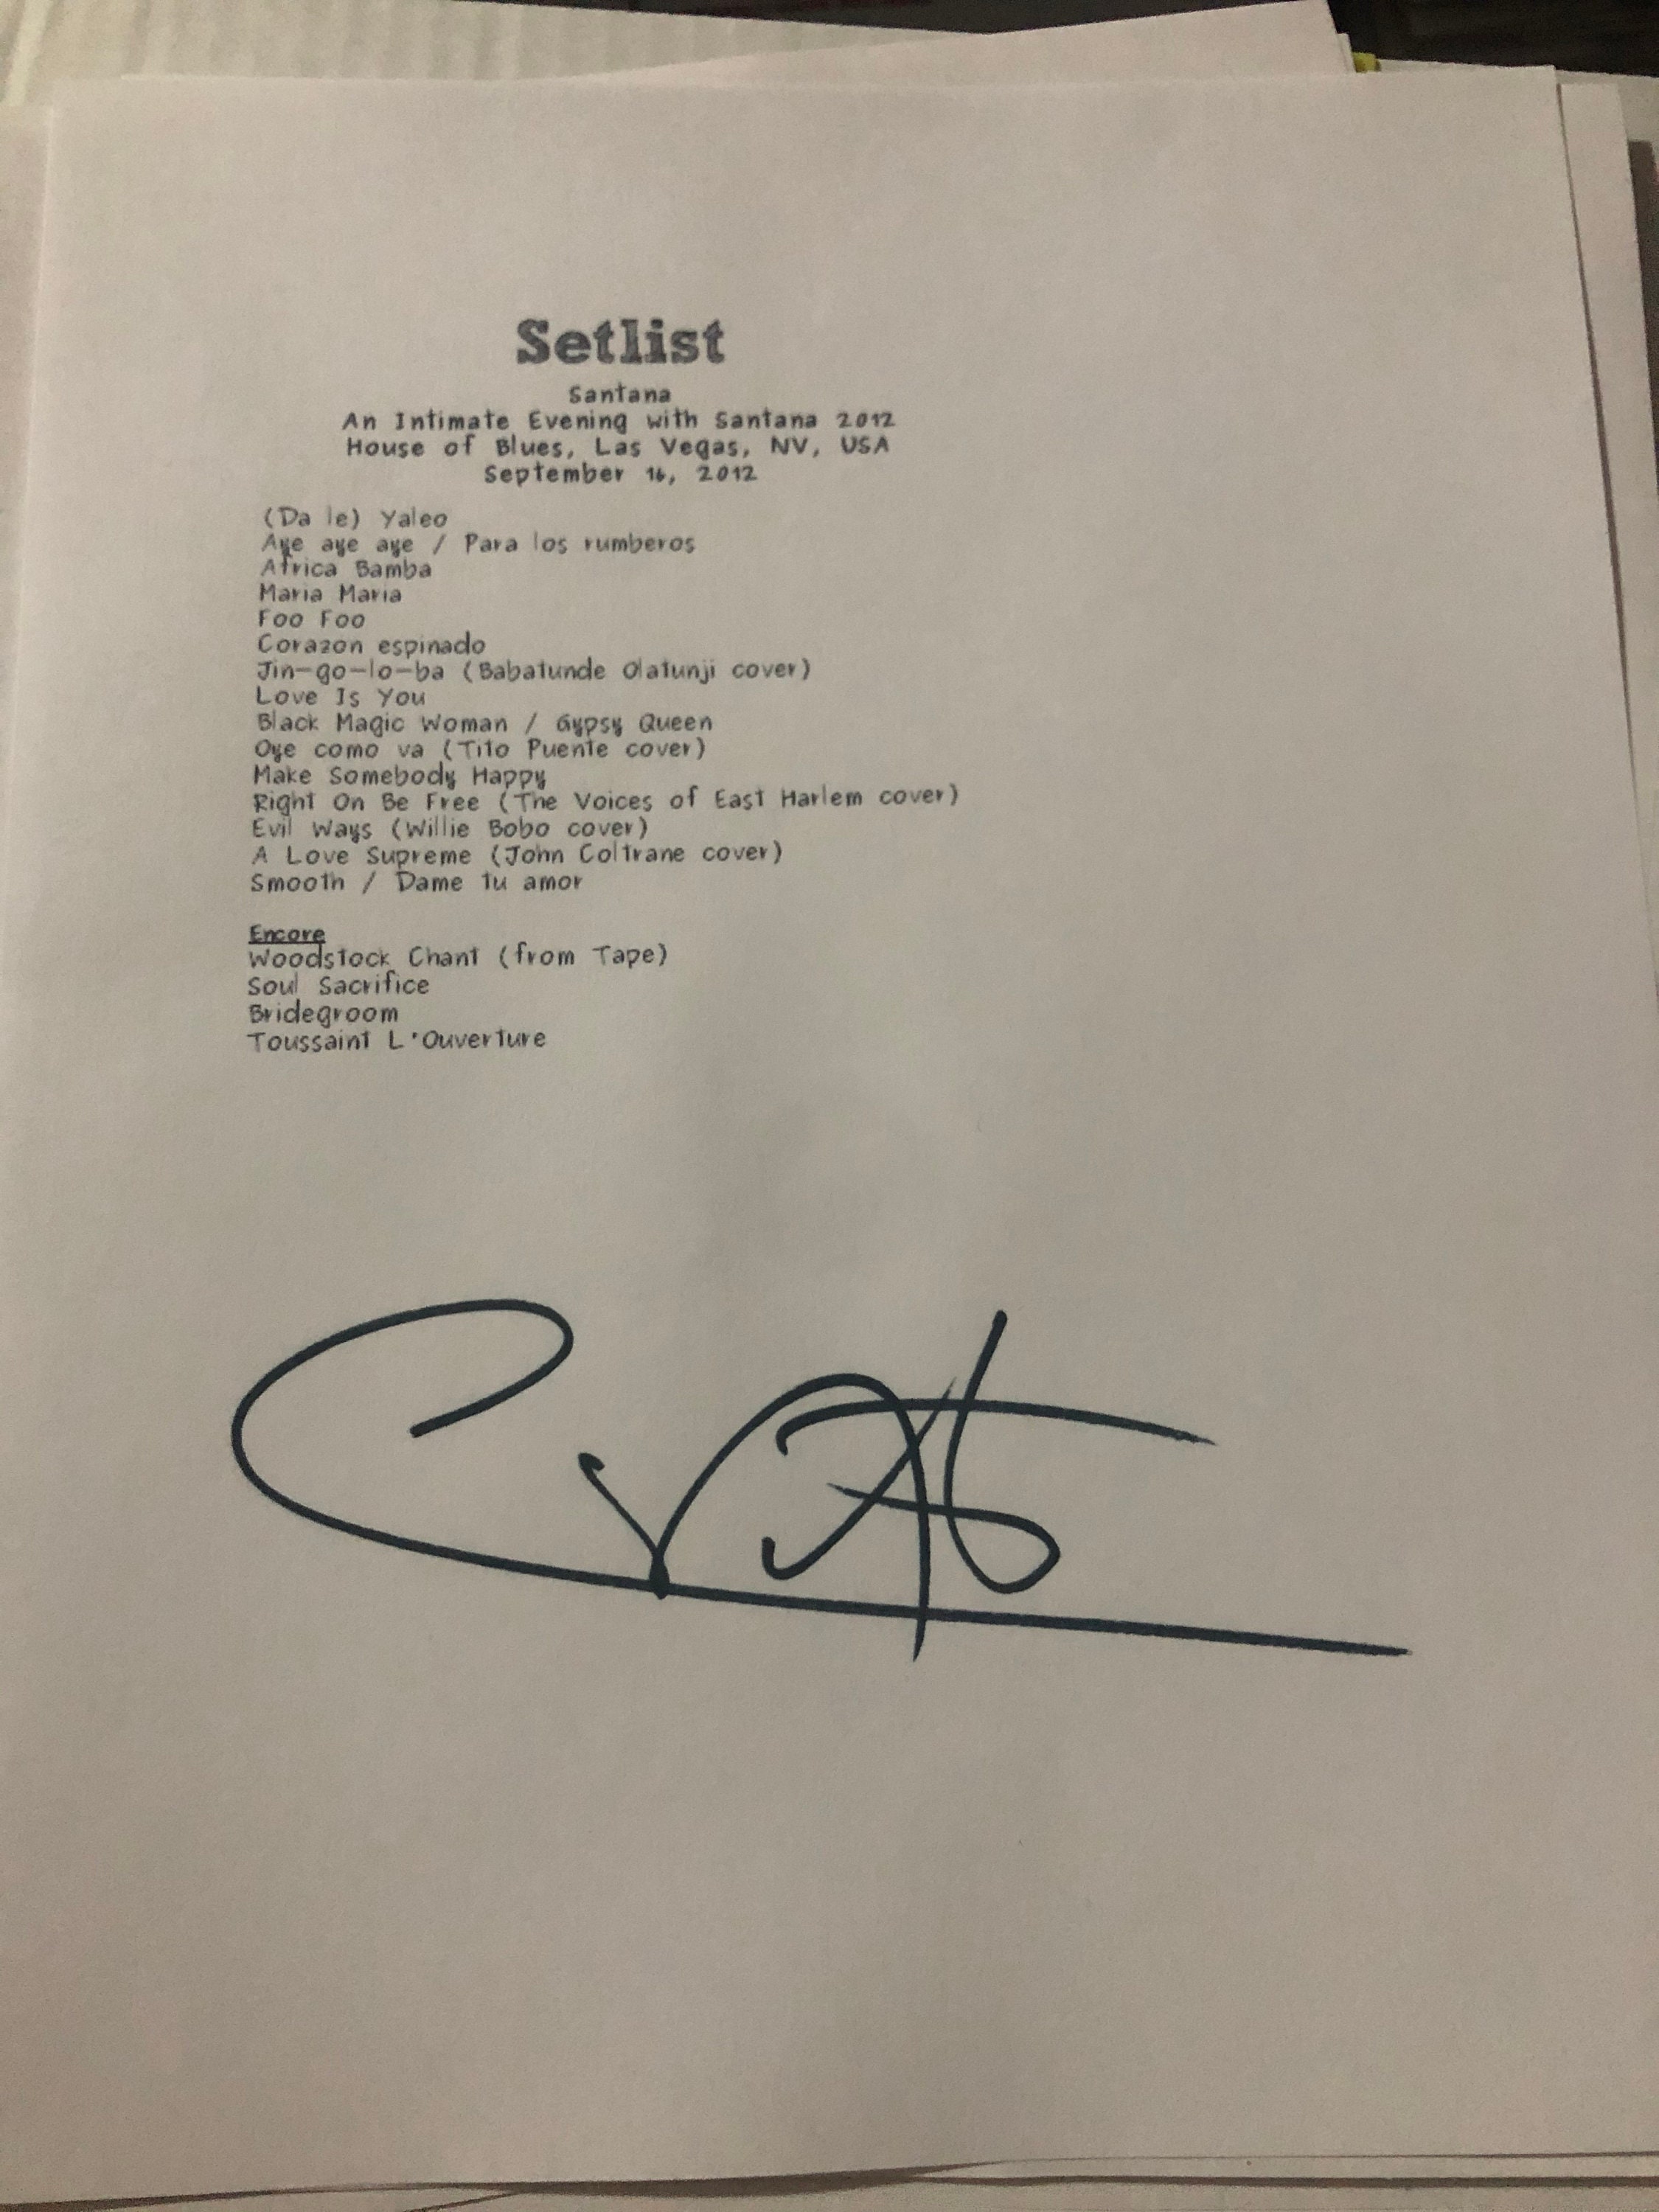 Setlist
Santana
An Intimate Evening with Santana 2012
House of Blues, Las Vegas, NV, USA
September 16, 2012
(Da le) Yaleo
Aye aye aye / Para los rumberos
Africa Bamba
Maria Maria
Foo Foo
Corazon espinado
Jin-go-lo-ba (Babatunde Olatunji cover)
Love Is You
Black Magic Woman / Gypsy Queen
Oye como va (Tito Puente cover)
Make Somebody Happy
Right On Be Free (The Voices of East Harlem cover)
Evil Ways (Willie Bobo cover)
A Love Supreme (John Coltrane cover)
Smooth / Dame tu amor
Encore
Woodstock Chant (from Tape)
Soul Sacrifice
Bridegroom
Toussaint L'Ouverture